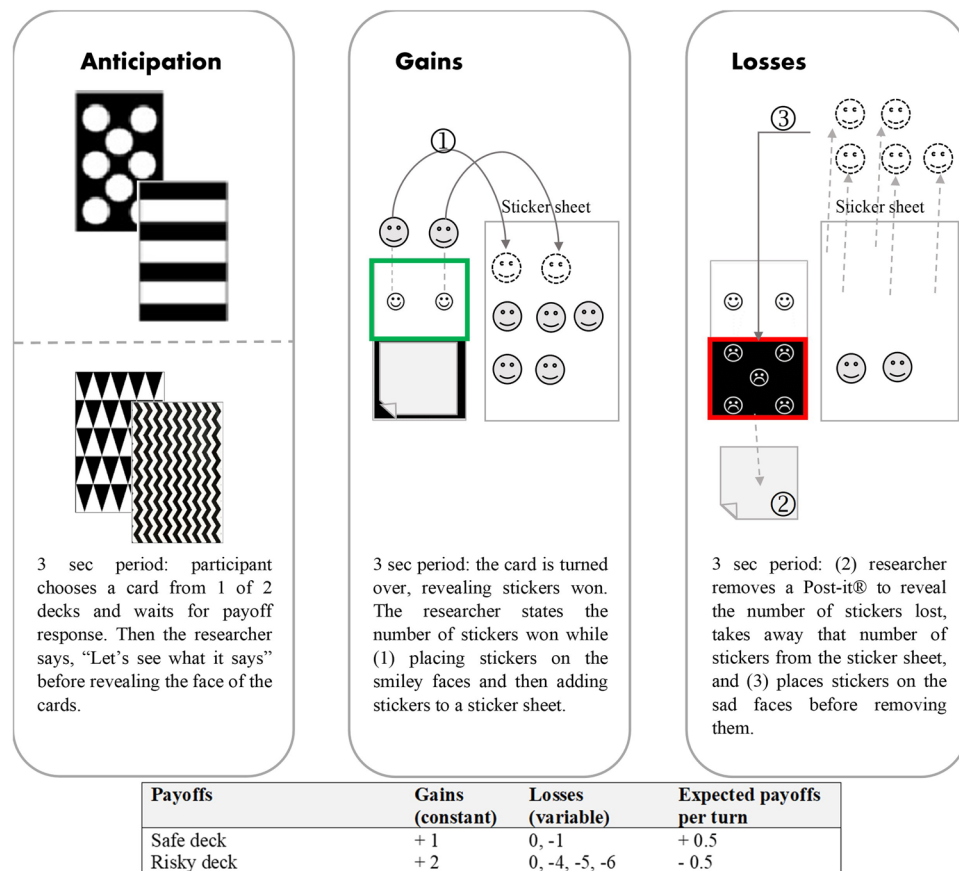 Anticipation
3 sec period: participant
chooses a card from 1 of 2
decks and waits for payoff
response. Then the researcher
says, “Let’s see what it says”
before revealing the face of the
cards.
Gains
①
Sticker sheet
3 sec period: the card is turned
over, revealing stickers won.
The researcher states the
number of stickers won while
(1) placing stickers on the
smiley faces and then adding
stickers to a sticker sheet.
Losses
③
Sticker sheet
②
3 sec period: (2) researcher
removes a Post-it® to reveal
the number of stickers lost,
takes away that number of
stickers from the sticker sheet,
and (3) places stickers on the
sad faces before removing
them.
Payoffs Gains Losses Expected payoffs
(constant) (variable) per turn
Safe deck + 1 0, -1 + 0.5
Risky deck + 2 0, -4, -5, -6 - 0.5